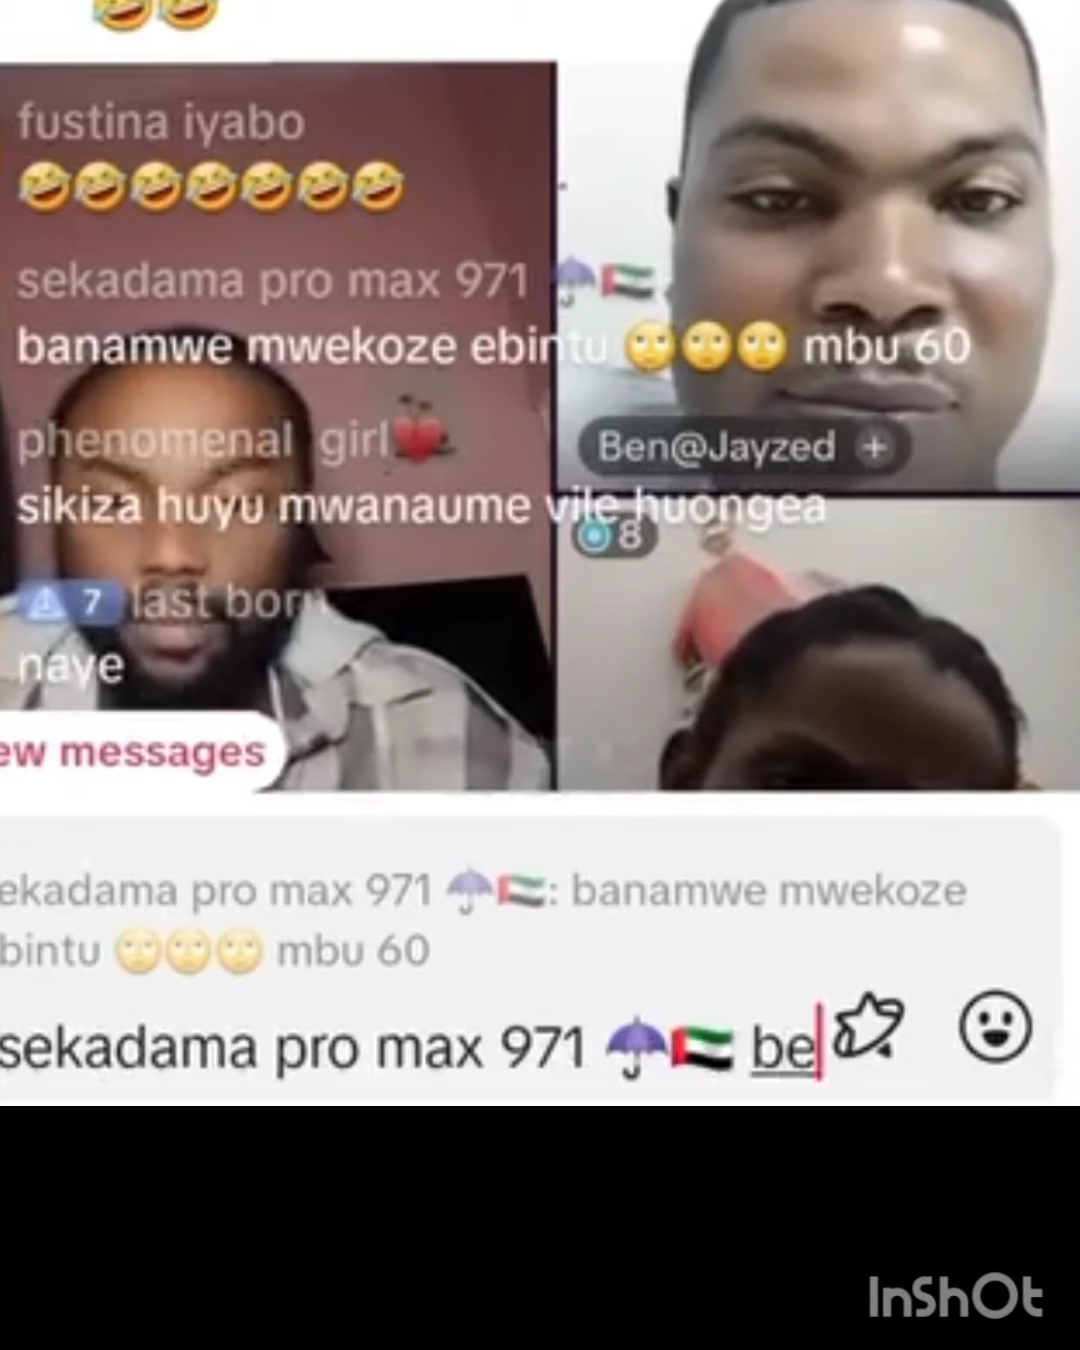 🤣🤣
fustina iyabo
🤣🤣🤣🤣🤣🤣🤣
sekadama pro max 971 ☂️🇦🇪
banamwe mwekoze ebintu 🙄🙄🙄 mbu 60
phenomenal girl
sikiza huyu mwanaume vile huongea
Ben@Jayzed +
8
7 last born
naye
ew messages
ekadama pro max 971 ☂️🇦🇪: banamwe mwekoze
bintu 🙄🙄🙄 mbu 60
sekadama pro max 971 ☂️🇦🇪 be
InShOt